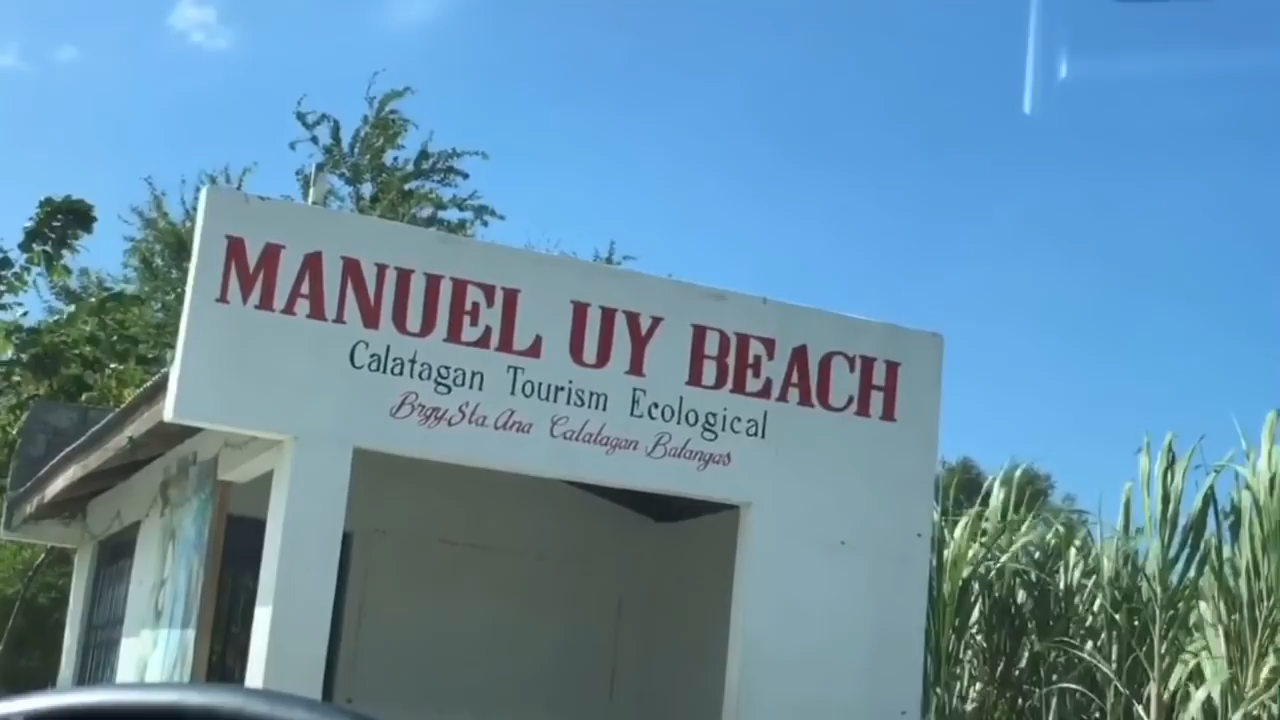 MANUEL UY BEACH
Calatagan Tourism Ecological
Brgy. Sta. Ana Calatagan Batangas